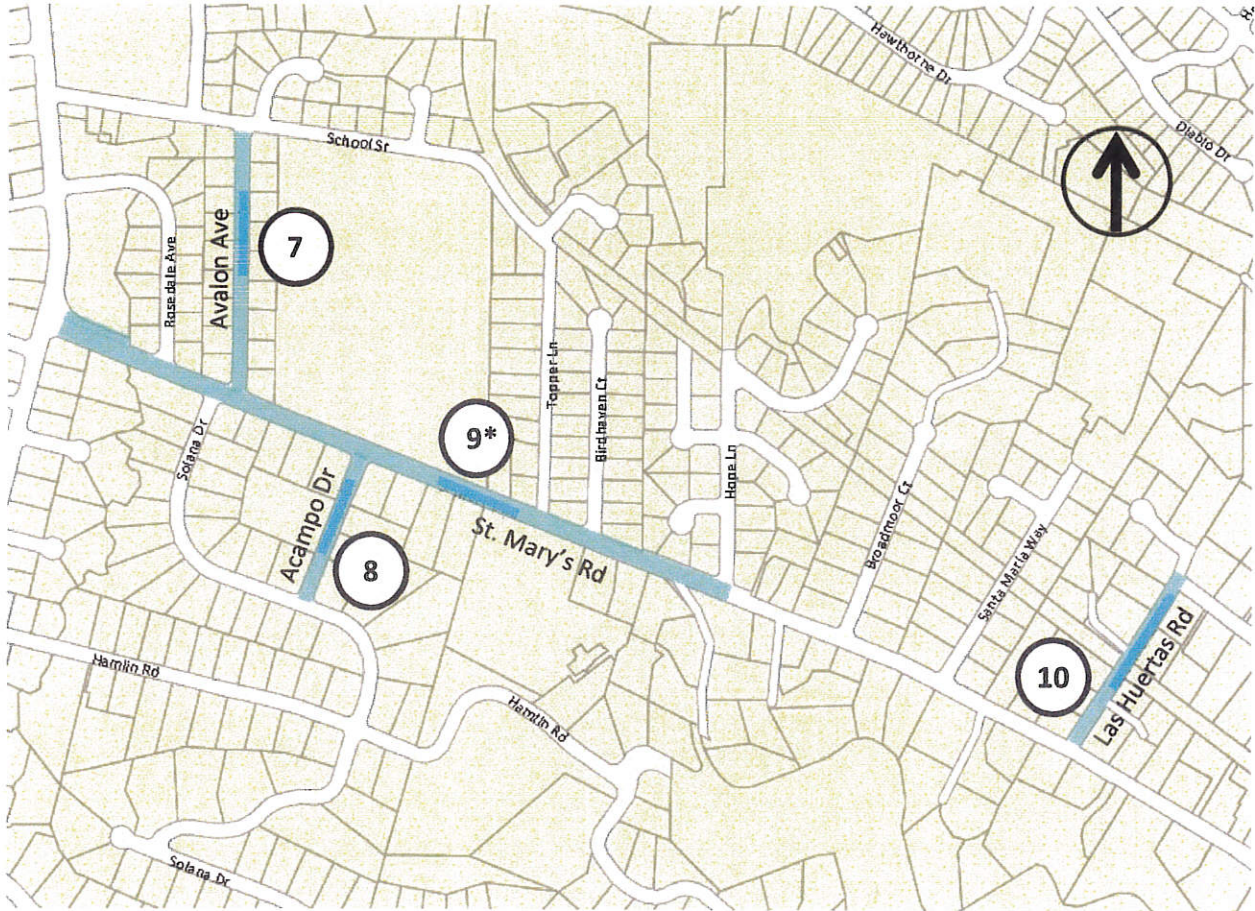 Hawthorne Dr
Diablo Dr
School St
Rosedale Ave
Avalon Ave
7
Topper Ln
Birdhaven Ct
9*
Solana Dr
Acampo Dr
8
St. Mary's Rd
Hope Ln
Broadmoor Ct
Santa Maria Way
10
Las Huertas Rd
Hamlin Rd
Hamlin Rd
Solana Dr